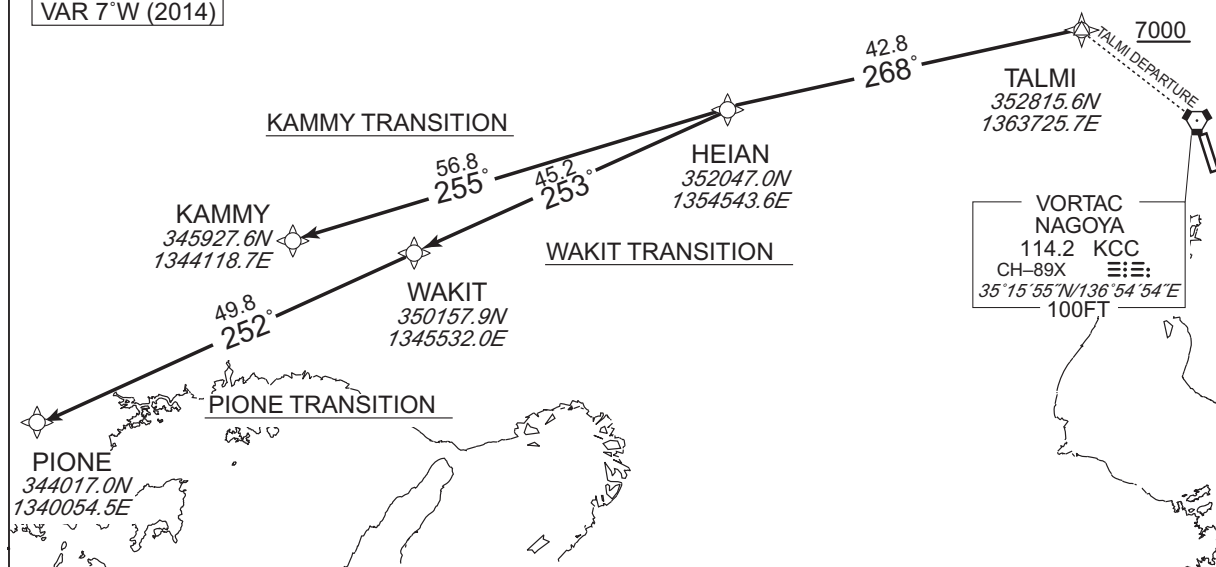 VAR 7°W (2014)
7000
TALMI DEPARTURE
42.8
268°
TALMI
352815.6N
1363725.7E
KAMMY TRANSITION
HEIAN
352047.0N
1354543.6E
56.8
255°
45.2
253°
KAMMY
345927.6N
1344118.7E
WAKIT TRANSITION
VORTAC
NAGOYA
114.2 KCC
CH–89X
35°15´55˝N/136°54´54˝E
100FT
WAKIT
350157.9N
1345532.0E
49.8
252°
PIONE TRANSITION
PIONE
344017.0N
1340054.5E